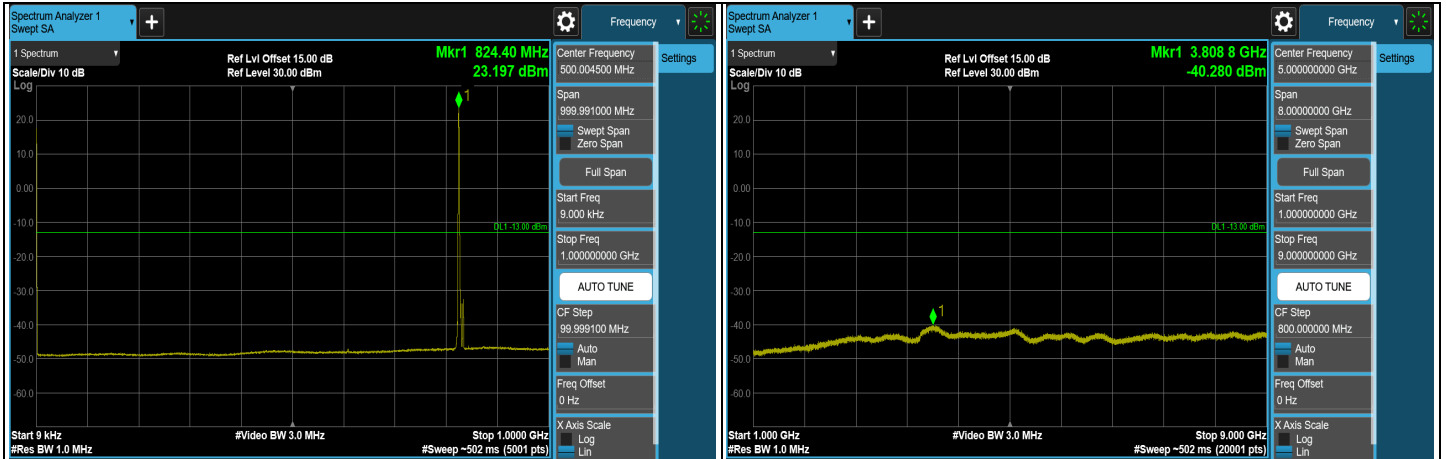 Spectrum Analyzer 1
Swept SA
+
Frequency
1 Spectrum
Scale/Div 10 dB
Log
Ref Lvl Offset 15.00 dB
Ref Level 30.00 dBm
Mkr1 824.40 MHz
23.197 dBm
1
20.0
10.0
0.00
-10.0
-20.0
-30.0
-40.0
-50.0
-60.0
DL1 -13.00 dBm
Start 9 kHz
#Res BW 1.0 MHz
#Video BW 3.0 MHz
Stop 1.0000 GHz
#Sweep ~502 ms (5001 pts)
Center Frequency
500.004500 MHz
Settings
Span
999.991000 MHz
Swept Span
Zero Span
Full Span
Start Freq
9.000 kHz
Stop Freq
1.000000000 GHz
AUTO TUNE
CF Step
99.999100 MHz
Auto
Man
Freq Offset
0 Hz
X Axis Scale
Log
Lin
Spectrum Analyzer 1
Swept SA
+
Frequency
1 Spectrum
Scale/Div 10 dB
Log
Ref Lvl Offset 15.00 dB
Ref Level 30.00 dBm
Mkr1 3.808 8 GHz
-40.280 dBm
1
20.0
10.0
0.00
-10.0
-20.0
-30.0
-40.0
-50.0
-60.0
DL1 -13.00 dBm
Start 1.000 GHz
#Res BW 1.0 MHz
#Video BW 3.0 MHz
Stop 9.000 GHz
#Sweep ~502 ms (20001 pts)
Center Frequency
5.000000000 GHz
Settings
Span
8.00000000 GHz
Swept Span
Zero Span
Full Span
Start Freq
1.000000000 GHz
Stop Freq
9.000000000 GHz
AUTO TUNE
CF Step
800.000000 MHz
Auto
Man
Freq Offset
0 Hz
X Axis Scale
Log
Lin